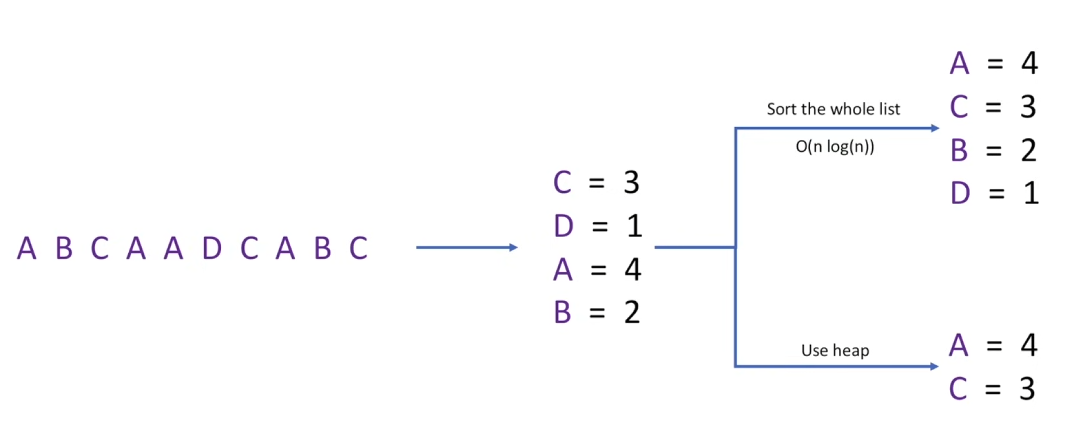 A B C A A D C A B C
C = 3
D = 1
A = 4
B = 2
Sort the whole list
O(n log(n))
A = 4
C = 3
B = 2
D = 1
Use heap
A = 4
C = 3